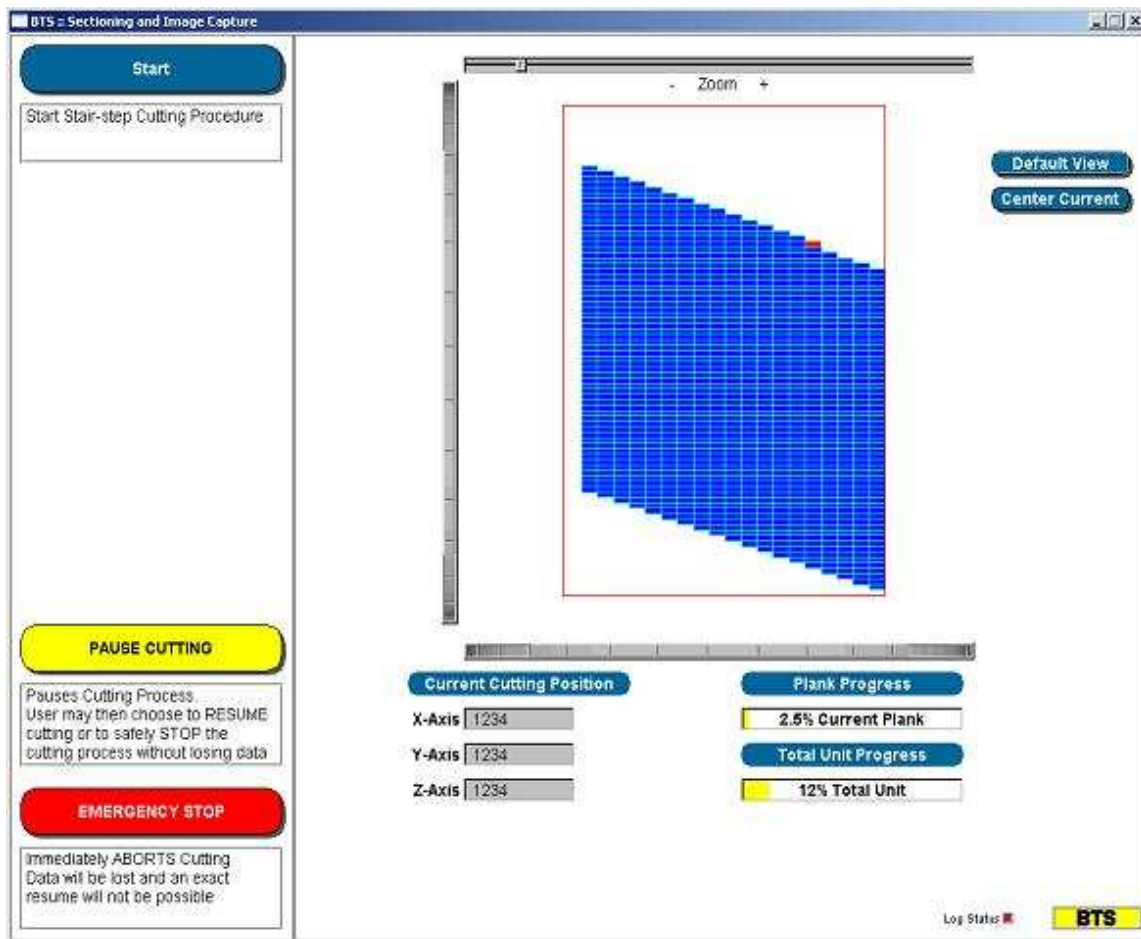 BTS :: Sectioning and Image Capture
Start
Start Stair-step Cutting Procedure
- Zoom +
Default View
Center Current
PAUSE CUTTING
Pauses Cutting Process.
User may then choose to RESUME
cutting or to safely STOP the
cutting process without losing data
EMERGENCY STOP
Immediately ABORTS Cutting
Data will be lost and an exact
resume will not be possible
Current Cutting Position
X-Axis 1234
Y-Axis 1234
Z-Axis 1234
Plank Progress
2.5% Current Plank
Total Unit Progress
12% Total Unit
Log Status
BTS